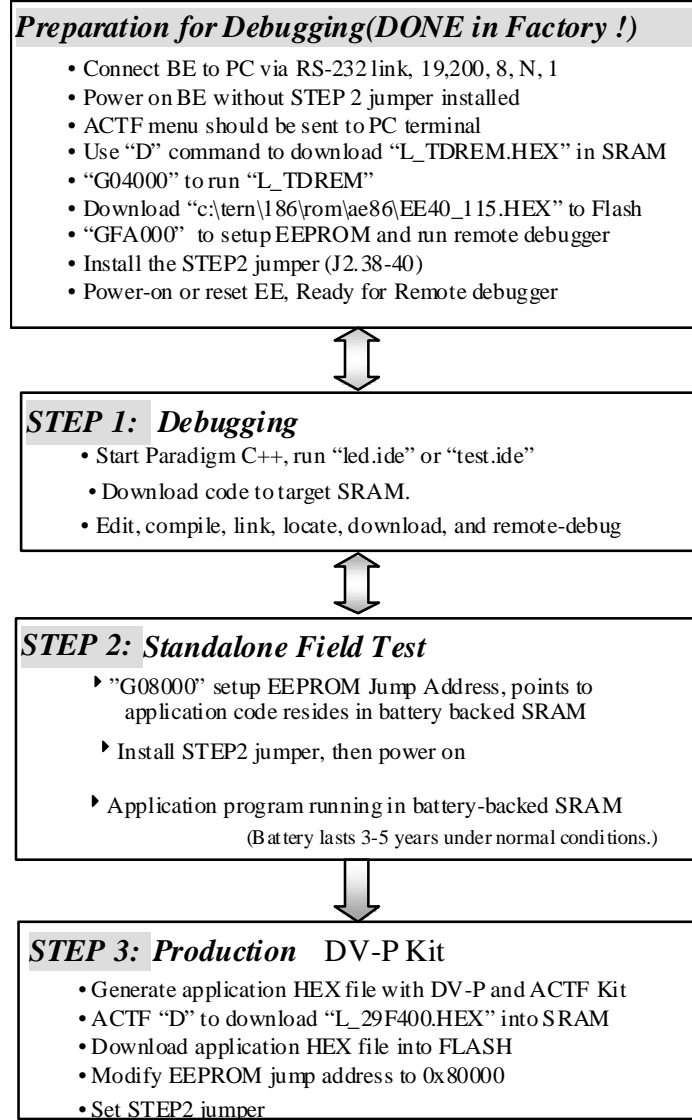 Preparation for Debugging(DONE in Factory !)
• Connect BE to PC via RS-232 link, 19,200, 8, N, 1
• Power on BE without STEP 2 jumper installed
• ACTF menu should be sent to PC terminal
• Use “D” command to download “L_TDREM.HEX” in SRAM
• “G04000” to run “L_TDREM”
• Download “c:\tern\186\rom\ae86\EE40_115.HEX” to Flash
• “GFA000” to setup EEPROM and run remote debugger
• Install the STEP2 jumper (J2.38-40)
• Power-on or reset EE, Ready for Remote debugger
STEP 1: Debugging
• Start Paradigm C++, run “led.ide” or “test.ide”
• Download code to target SRAM.
• Edit, compile, link, locate, download, and remote-debug
STEP 2: Standalone Field Test
”G08000” setup EEPROM Jump Address, points to
application code resides in battery backed SRAM
Install STEP2 jumper, then power on
Application program running in battery-backed SRAM
(Battery lasts 3-5 years under normal conditions.)
STEP 3: Production DV-P Kit
• Generate application HEX file with DV-P and ACTF Kit
• ACTF “D” to download “L_29F400.HEX” into SRAM
• Download application HEX file into FLASH
• Modify EEPROM jump address to 0x80000
• Set STEP2 jumper